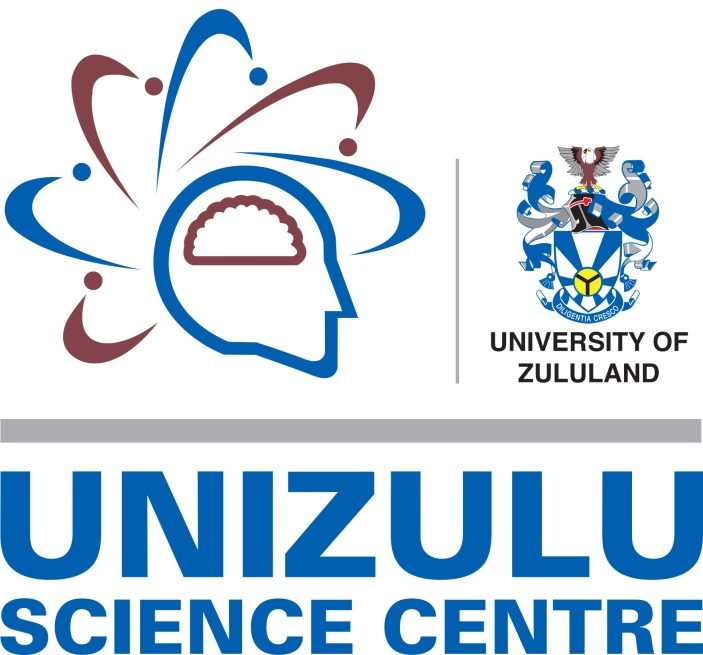 DILIGENTIA CRESCO
UNIVERSITY OF
ZULULAND
UNIZULU
SCIENCE CENTRE